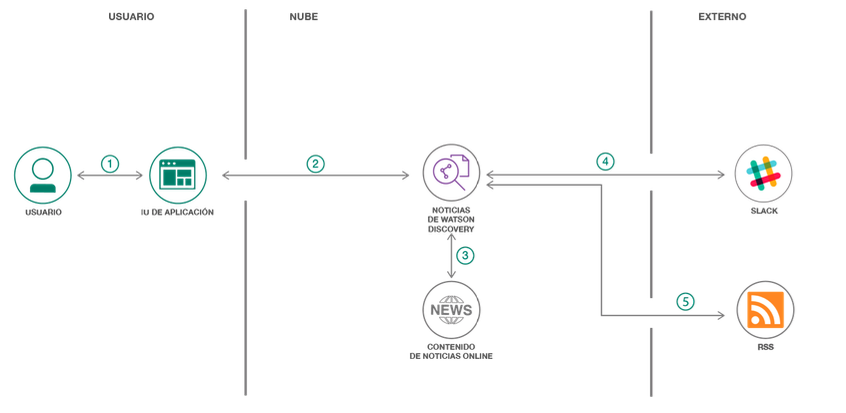 USUARIO
NUBE
EXTERNO
1
2
4
USUARIO
IU DE APLICACIÓN
NOTICIAS
DE WATSON
DISCOVERY
SLACK
3
5
NEWS
CONTENIDO
DE NOTICIAS ONLINE
RSS